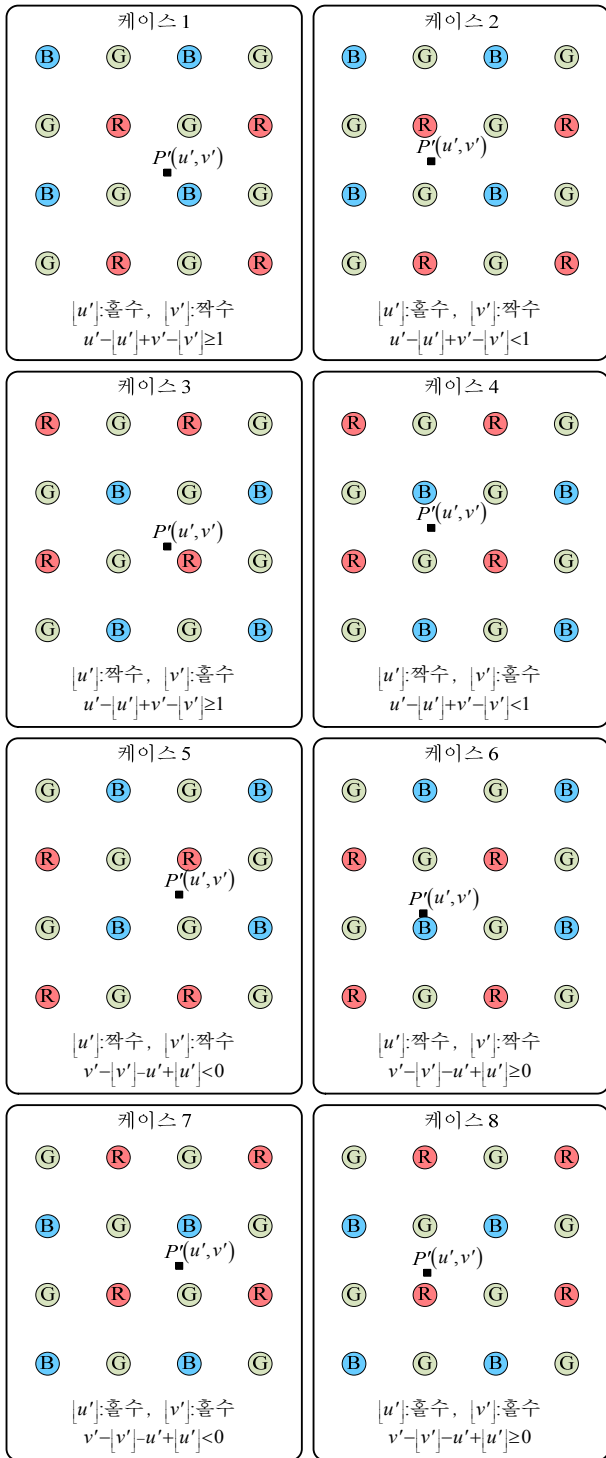 케이스 1
B G B G
G R G R
P′(u′,v′)
B G B G
G R G R
⌊u′⌋:홀수, ⌊v′⌋:짝수
u′−⌊u′⌋+v′−⌊v′⌋≥1
케이스 2
B G B G
G R G R
P′(u′,v′)
B G B G
G R G R
⌊u′⌋:홀수, ⌊v′⌋:짝수
u′−⌊u′⌋+v′−⌊v′⌋<1
케이스 3
R G R G
G B G B
P′(u′,v′)
R G R G
G B G B
⌊u′⌋:짝수, ⌊v′⌋:홀수
u′−⌊u′⌋+v′−⌊v′⌋≥1
케이스 4
R G R G
G B G B
P′(u′,v′)
R G R G
G B G B
⌊u′⌋:짝수, ⌊v′⌋:홀수
u′−⌊u′⌋+v′−⌊v′⌋<1
케이스 5
G B G B
R G R G
P′(u′,v′)
G B G B
R G R G
⌊u′⌋:짝수, ⌊v′⌋:짝수
v′−⌊v′⌋−u′+⌊u′⌋<0
케이스 6
G B G B
R G R G
P′(u′,v′)
G B G B
R G R G
⌊u′⌋:짝수, ⌊v′⌋:짝수
v′−⌊v′⌋−u′+⌊u′⌋≥0
케이스 7
G R G R
B G B G
P′(u′,v′)
G R G R
B G B G
⌊u′⌋:홀수, ⌊v′⌋:홀수
v′−⌊v′⌋−u′+⌊u′⌋<0
케이스 8
G R G R
B G B G
P′(u′,v′)
G R G R
B G B G
⌊u′⌋:홀수, ⌊v′⌋:홀수
v′−⌊v′⌋−u′+⌊u′⌋≥0